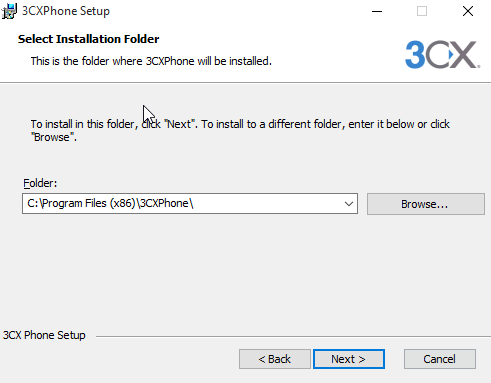 3CXPhone Setup
Select Installation Folder
This is the folder where 3CXPhone will be installed.
3CX
To install in this folder, click "Next". To install to a different folder, enter it below or click
"Browse".
Folder:
C:\Program Files (x86)\3CXPhone\
Browse...
3CX Phone Setup
< Back
Next >
Cancel